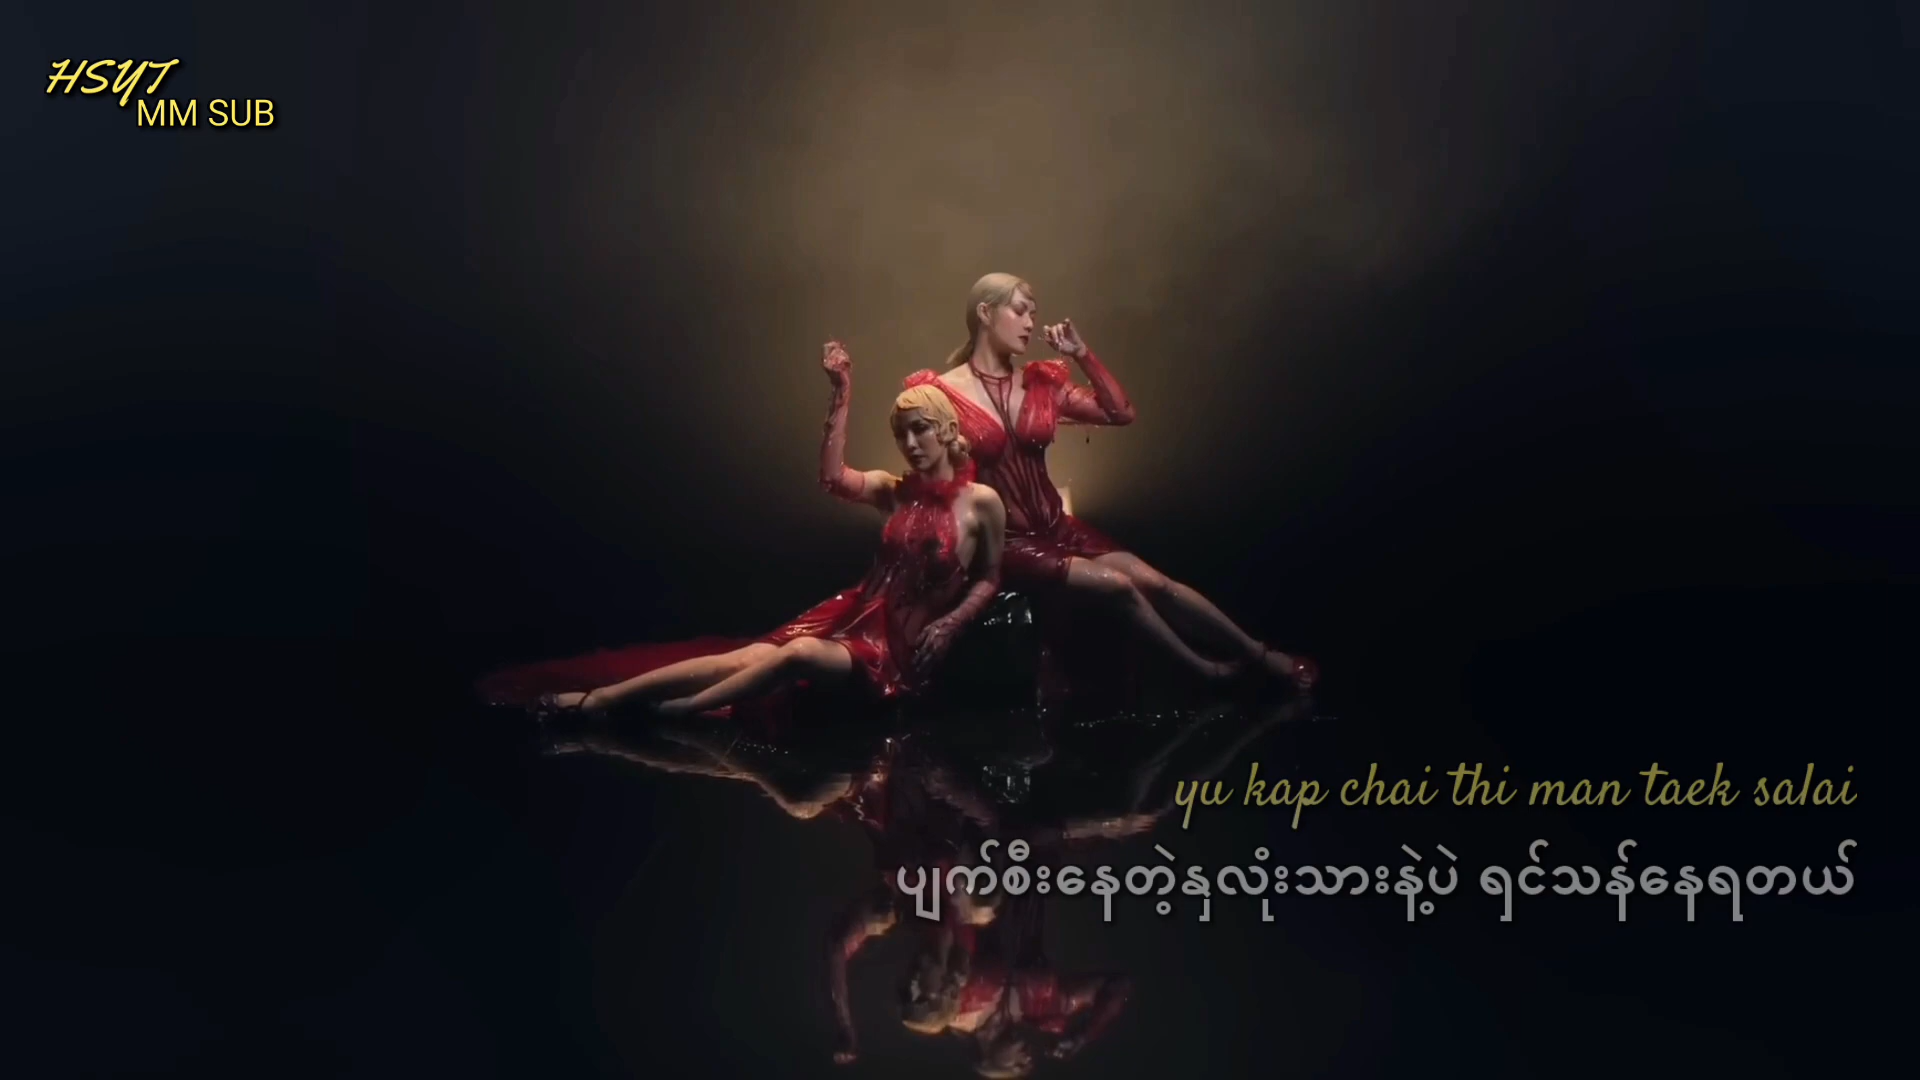 HSYT
MM SUB
yu kap chai thi man taek salai
ပျက်စီးနေတဲ့နှလုံးသားနဲ့ပဲ ရှင်သန်နေရတယ်